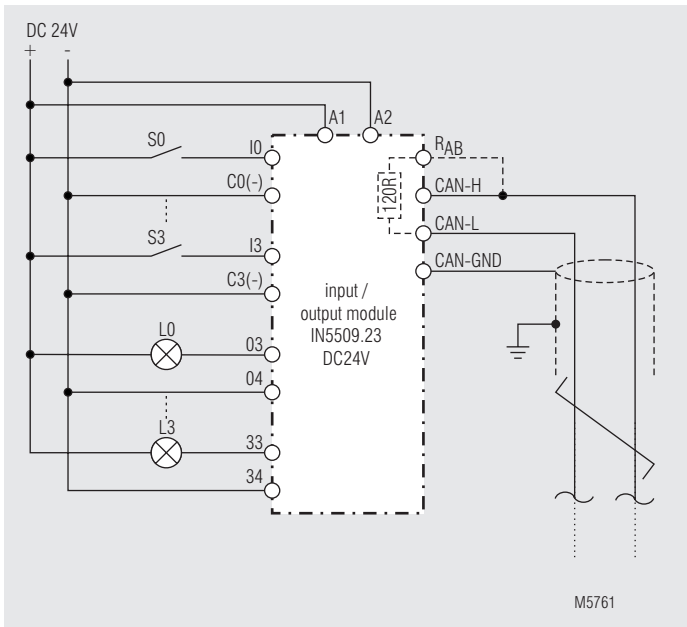 DC 24V
+ -
A1 A2
S0 I0
C0(-)
S3 I3
C3(-)
L0 03
04
L3 33
34
RAB
120R
CAN-H
CAN-L
CAN-GND
input /
output module
IN5509.23
DC24V
M5761